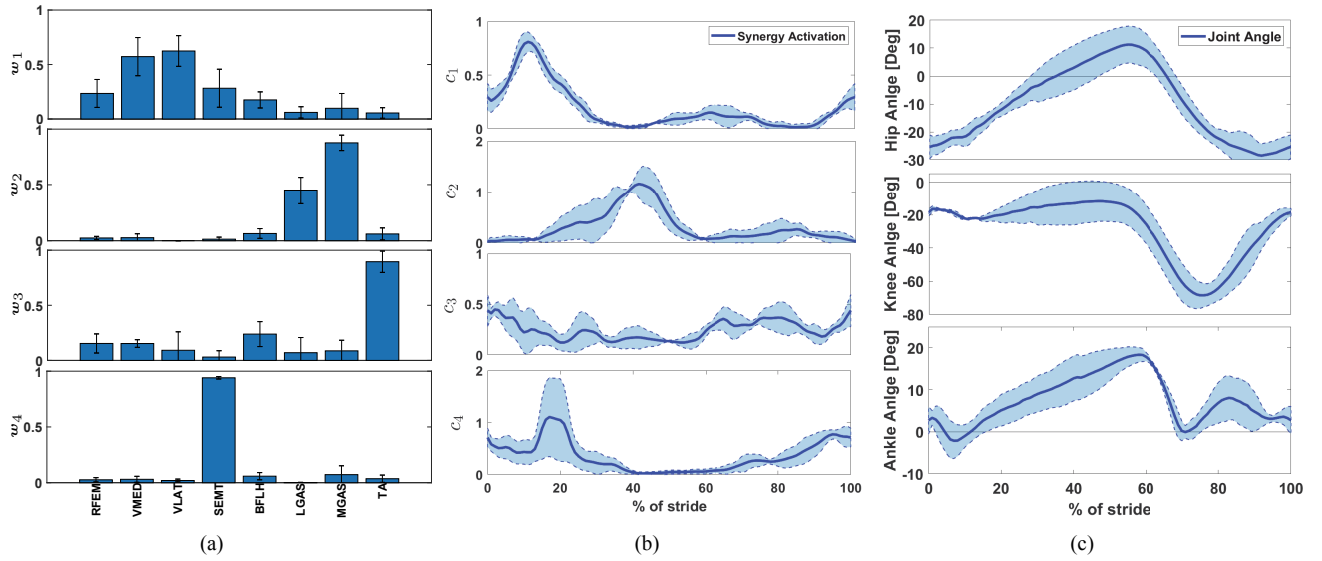 1
0.5
0
w1
1
0.5
0
w2
1
0.5
0
w3
1
0.5
0
w4
RFEM VMED VLAT SEMT BFLH LGAS MGAS TA
(a)
Synergy Activation
1
0.5
0
c1
2
1
0
c2
1
0.5
0
c3
2
1
0
c4
0 20 40 60 80 100
% of stride
(b)
Joint Angle
Hip Anlge [Deg]
20
10
0
-10
-20
-30
Knee Anlge [Deg]
0
-20
-40
-60
-80
Ankle Anlge [Deg]
20
10
0
-10
0 20 40 60 80 100
% of stride
(c)